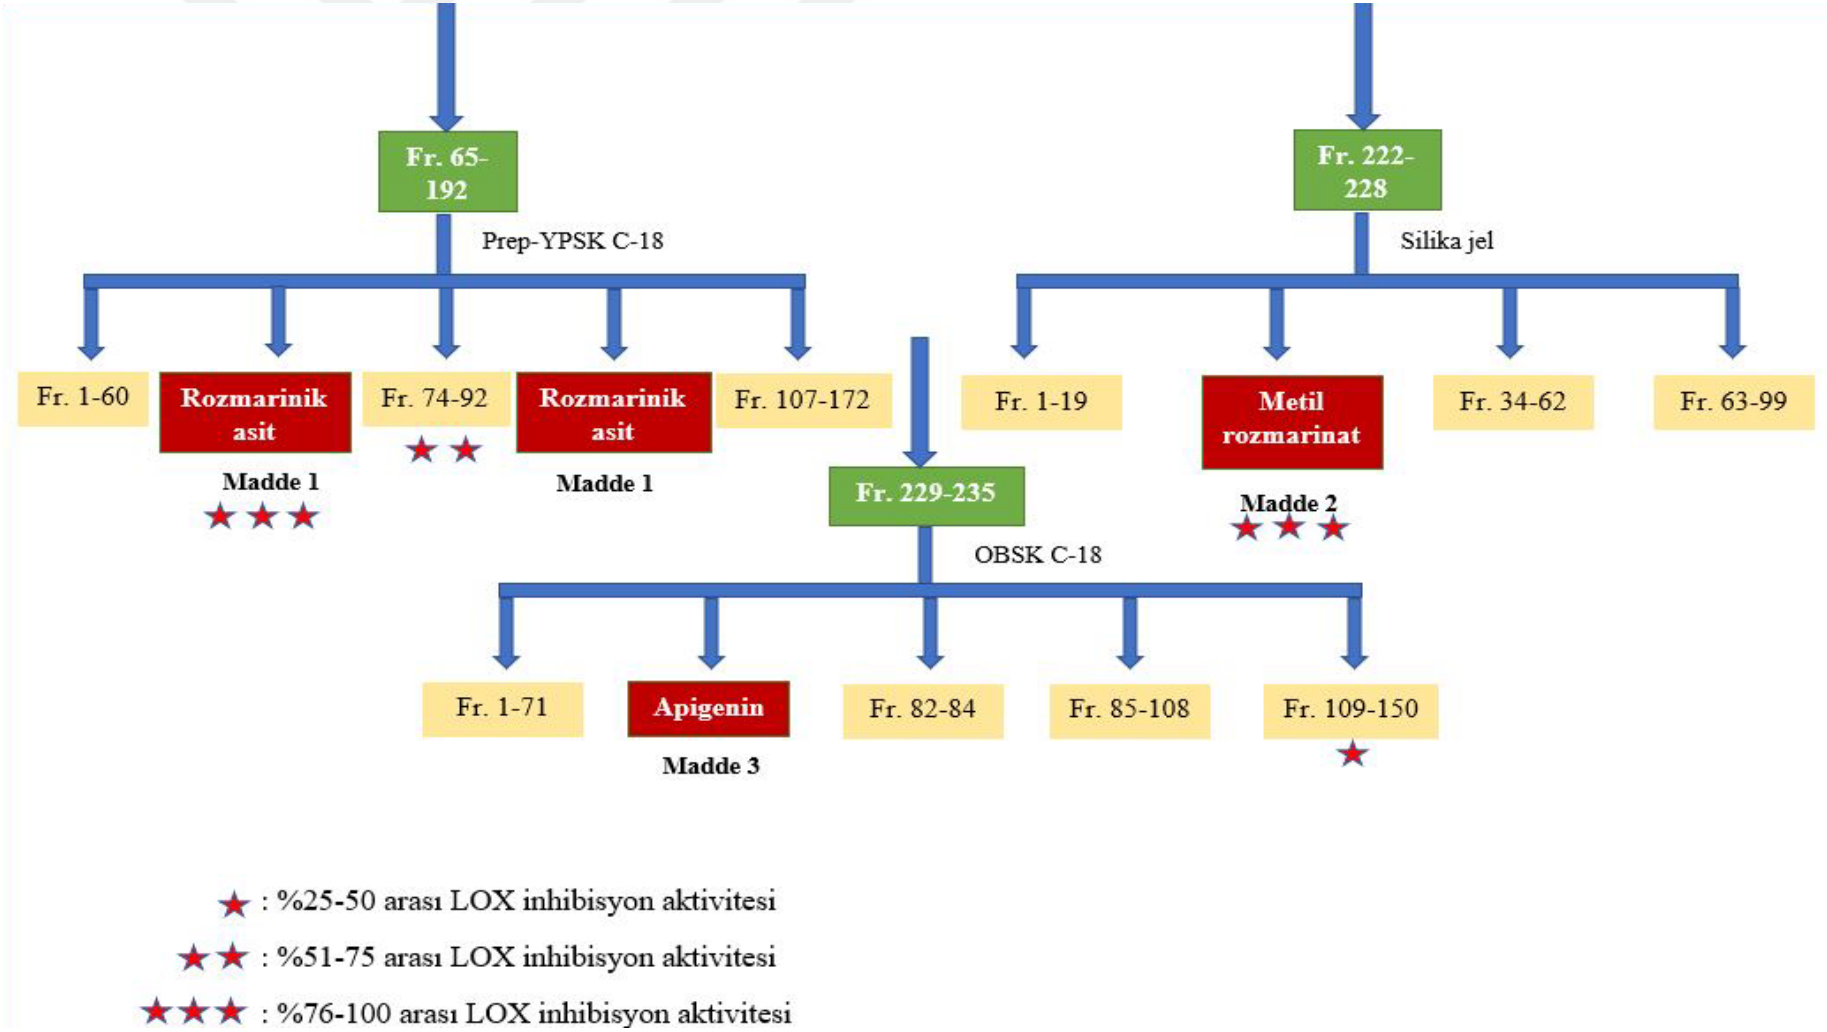 Fr. 65-
192
Prep-YPSK C-18
Fr. 222-
228
Silika jel
Fr. 1-60
Rozmarinik
asit
Madde 1
Fr. 74-92
Rozmarinik
asit
Madde 1
Fr. 107-172
Fr. 1-19
Metil
rozmarinat
Madde 2
Fr. 34-62
Fr. 63-99
Fr. 229-235
OBSK C-18
Fr. 1-71
Apigenin
Madde 3
Fr. 82-84
Fr. 85-108
Fr. 109-150
: %25-50 arası LOX inhibisyon aktivitesi
: %51-75 arası LOX inhibisyon aktivitesi
: %76-100 arası LOX inhibisyon aktivitesi